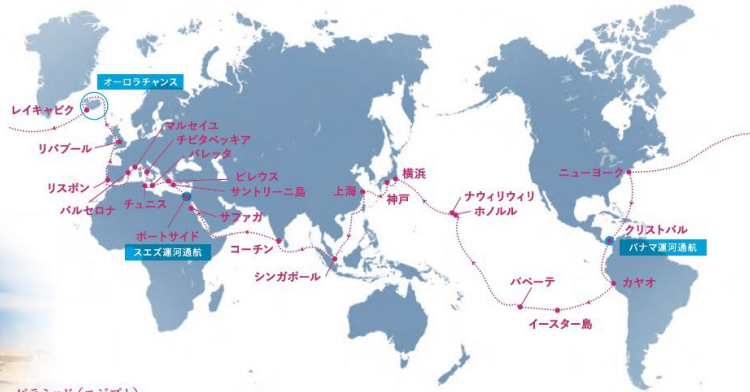 オーロラチャンス
レイキャビク
リバプール
マルセイユ
チビタベッキア
バレッタ
ピレウス
サントリーニ島
リスボン
バルセロナ
チュニス
サファガ
ポートサイド
スエズ運河通航
コーチン
シンガポール
上海
神戸
横浜
ナウィリウィリ
ホノルル
パペーテ
イースター島
ニューヨーク
クリストバル
パナマ運河通航
カヤオ